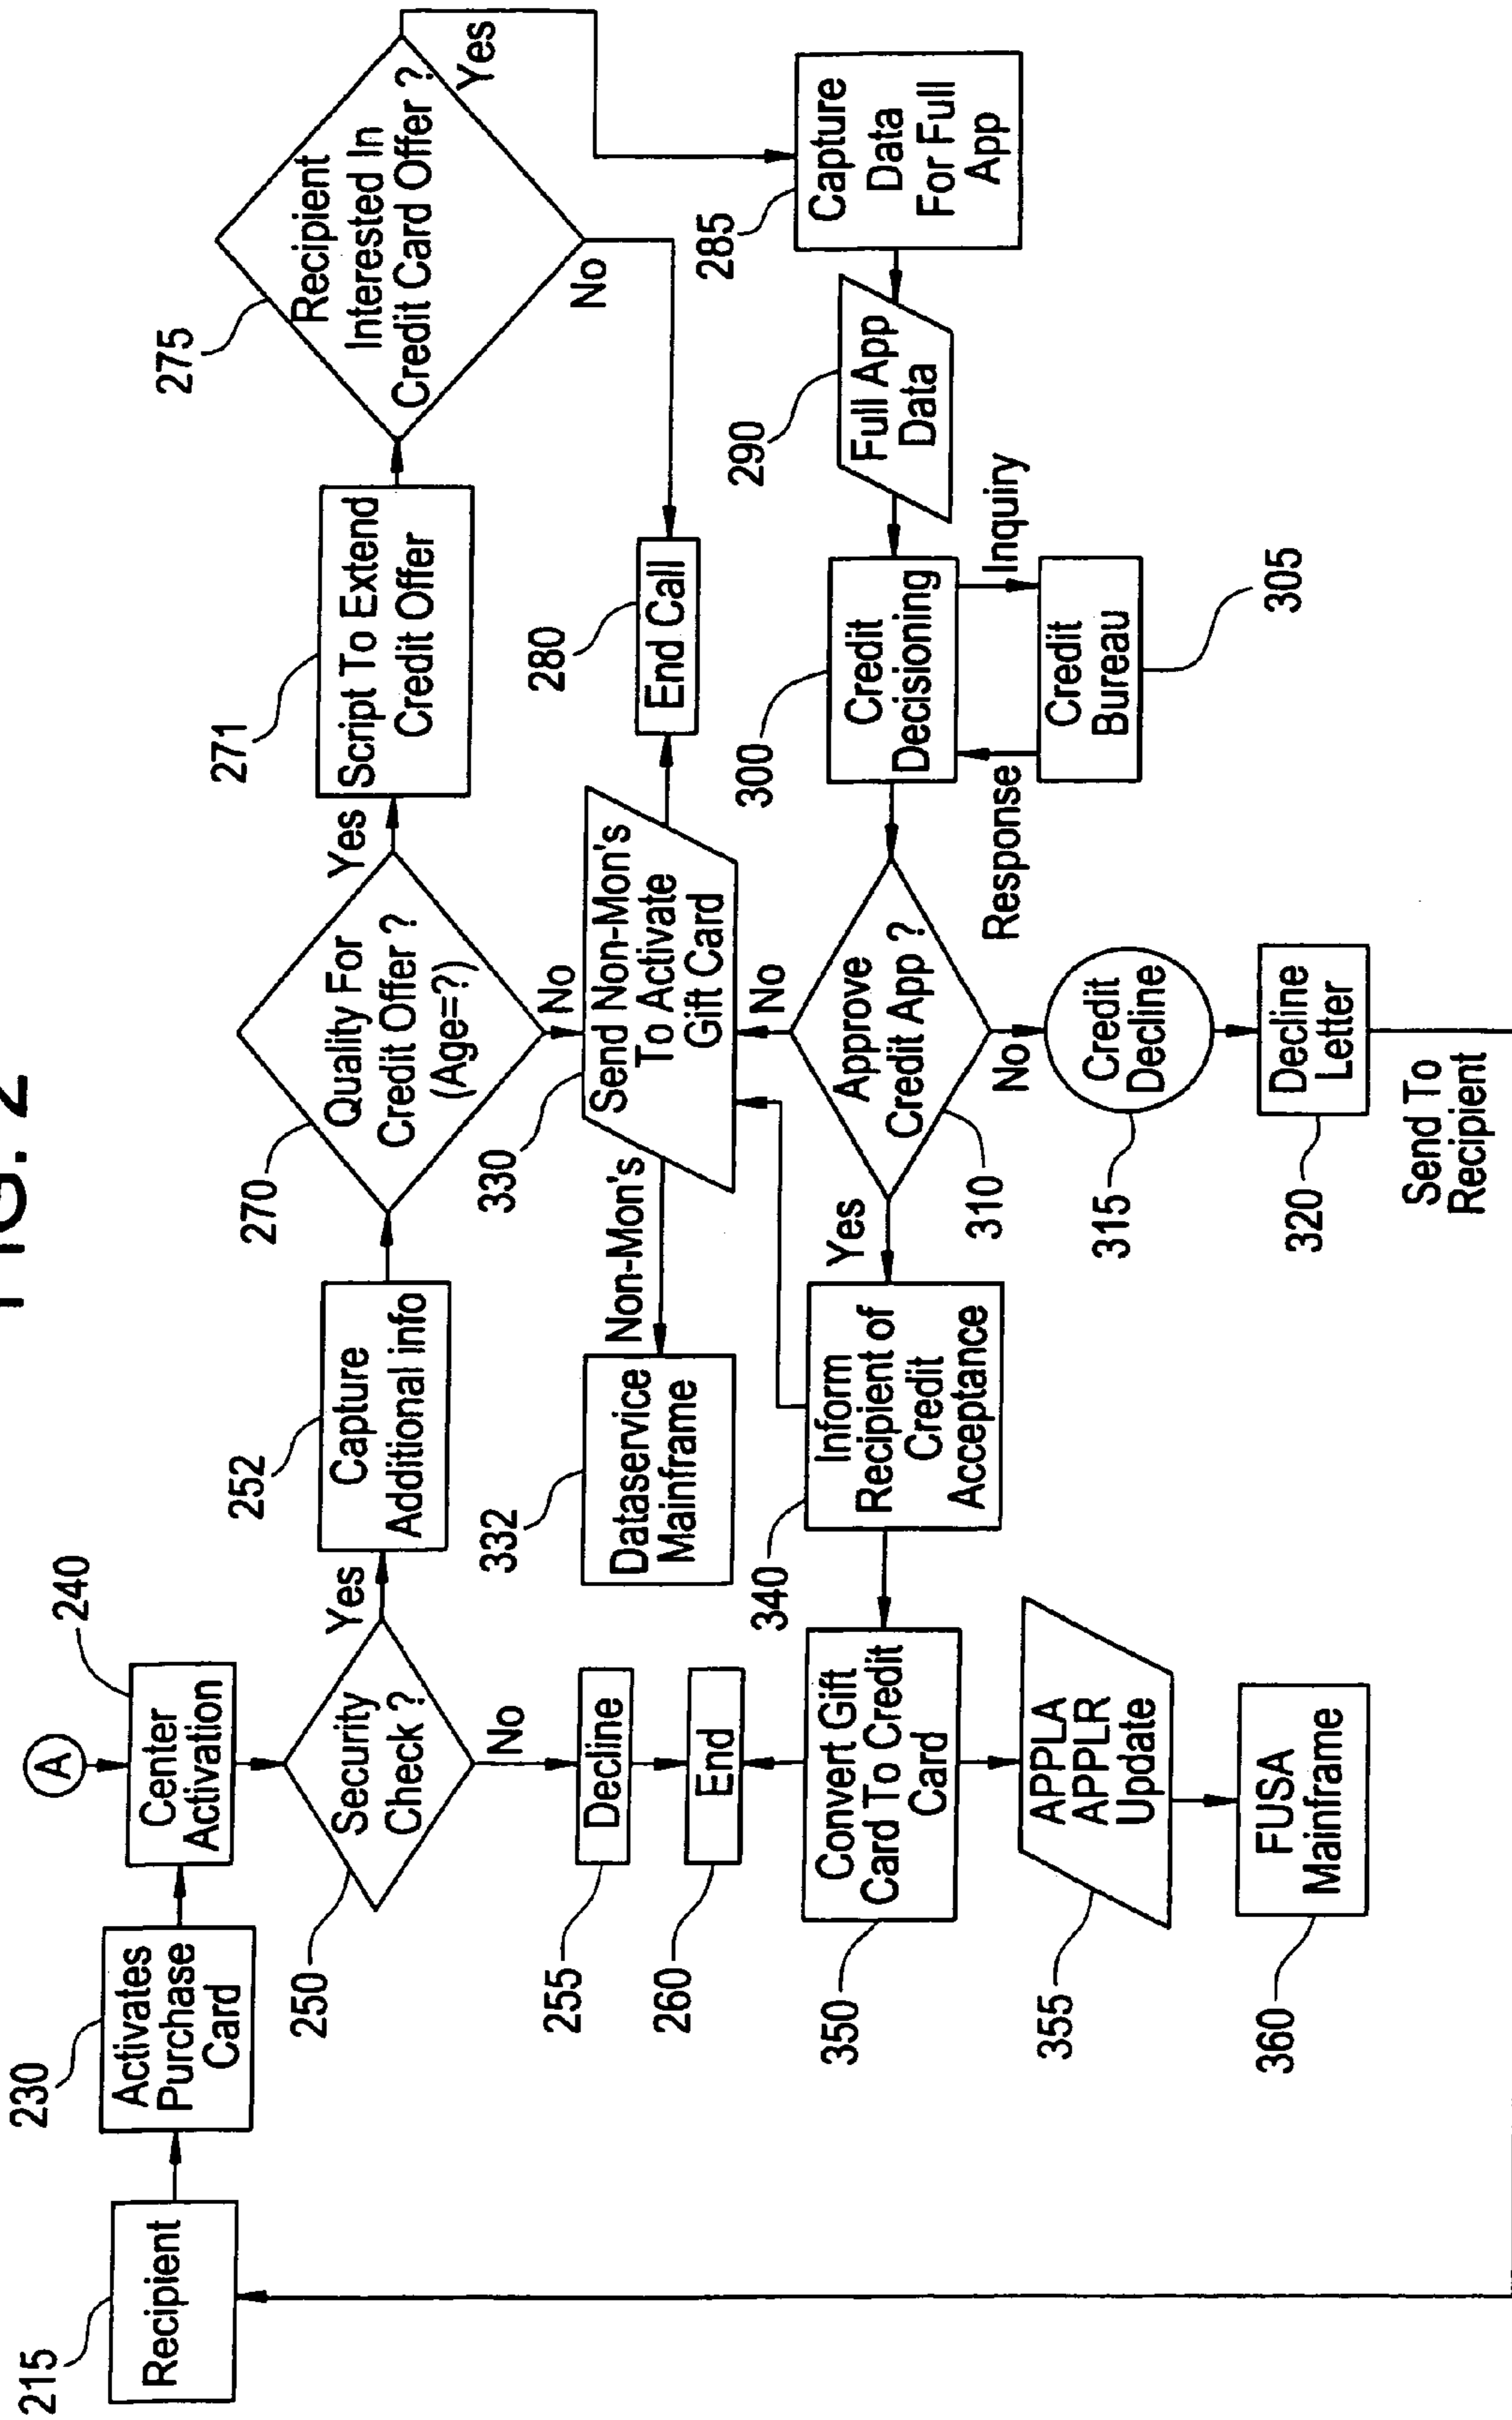 FIG. 2
A
240
Center
Activation
230
Activates
Purchase
Card
215
Recipient
250
Security
Check ?
Yes
No
252
Capture
Additional info
270
Quality For
Credit Offer ?
(Age=?)
Yes
No
271
Script To Extend
Credit Offer
275
Recipient
Interested In
Credit Card Offer ?
Yes
No
255
Decline
260
End
332
Dataservice
Mainframe
Non-Mon's
330
Send Non-Mon's
To Activate
Gift Card
280
End Call
285
Capture
Data
For Full
App
290
Full App
Data
300
Credit
Decisioning
Inquiry
Response
Credit
Bureau
305
No
Approve
Credit App ?
310
Yes
No
340
Inform
Recipient of
Credit
Acceptance
350
Convert Gift
Card To Credit
Card
355
APPLA
APPLR
Update
360
FUSA
Mainframe
315
Credit
Decline
320
Decline
Letter
Send To
Recipient